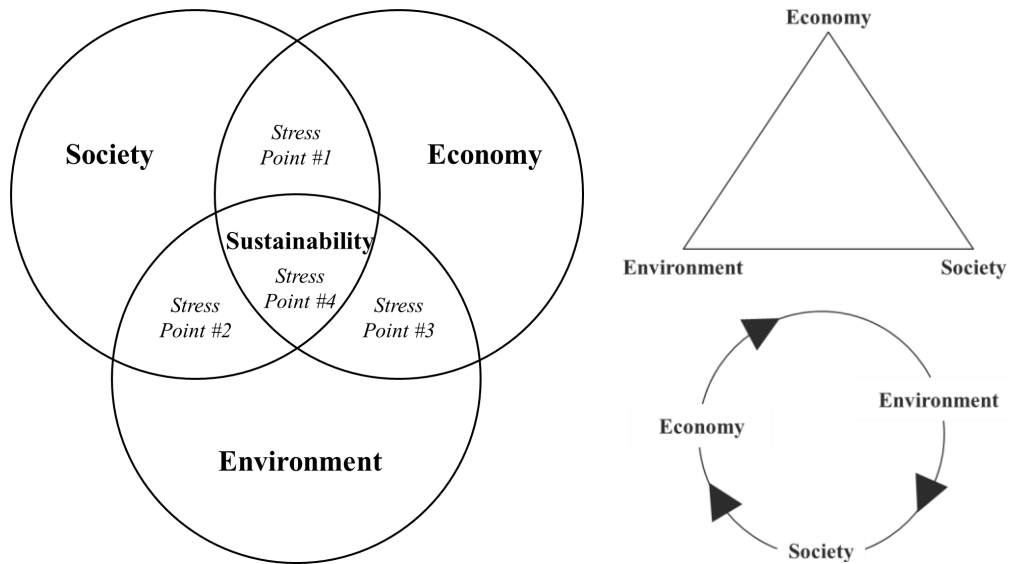 Society
Economy
Stress
Point #1
Sustainability
Stress
Point #4
Stress
Point #2
Stress
Point #3
Environment
Economy
Environment
Society
Environment
Economy
Society